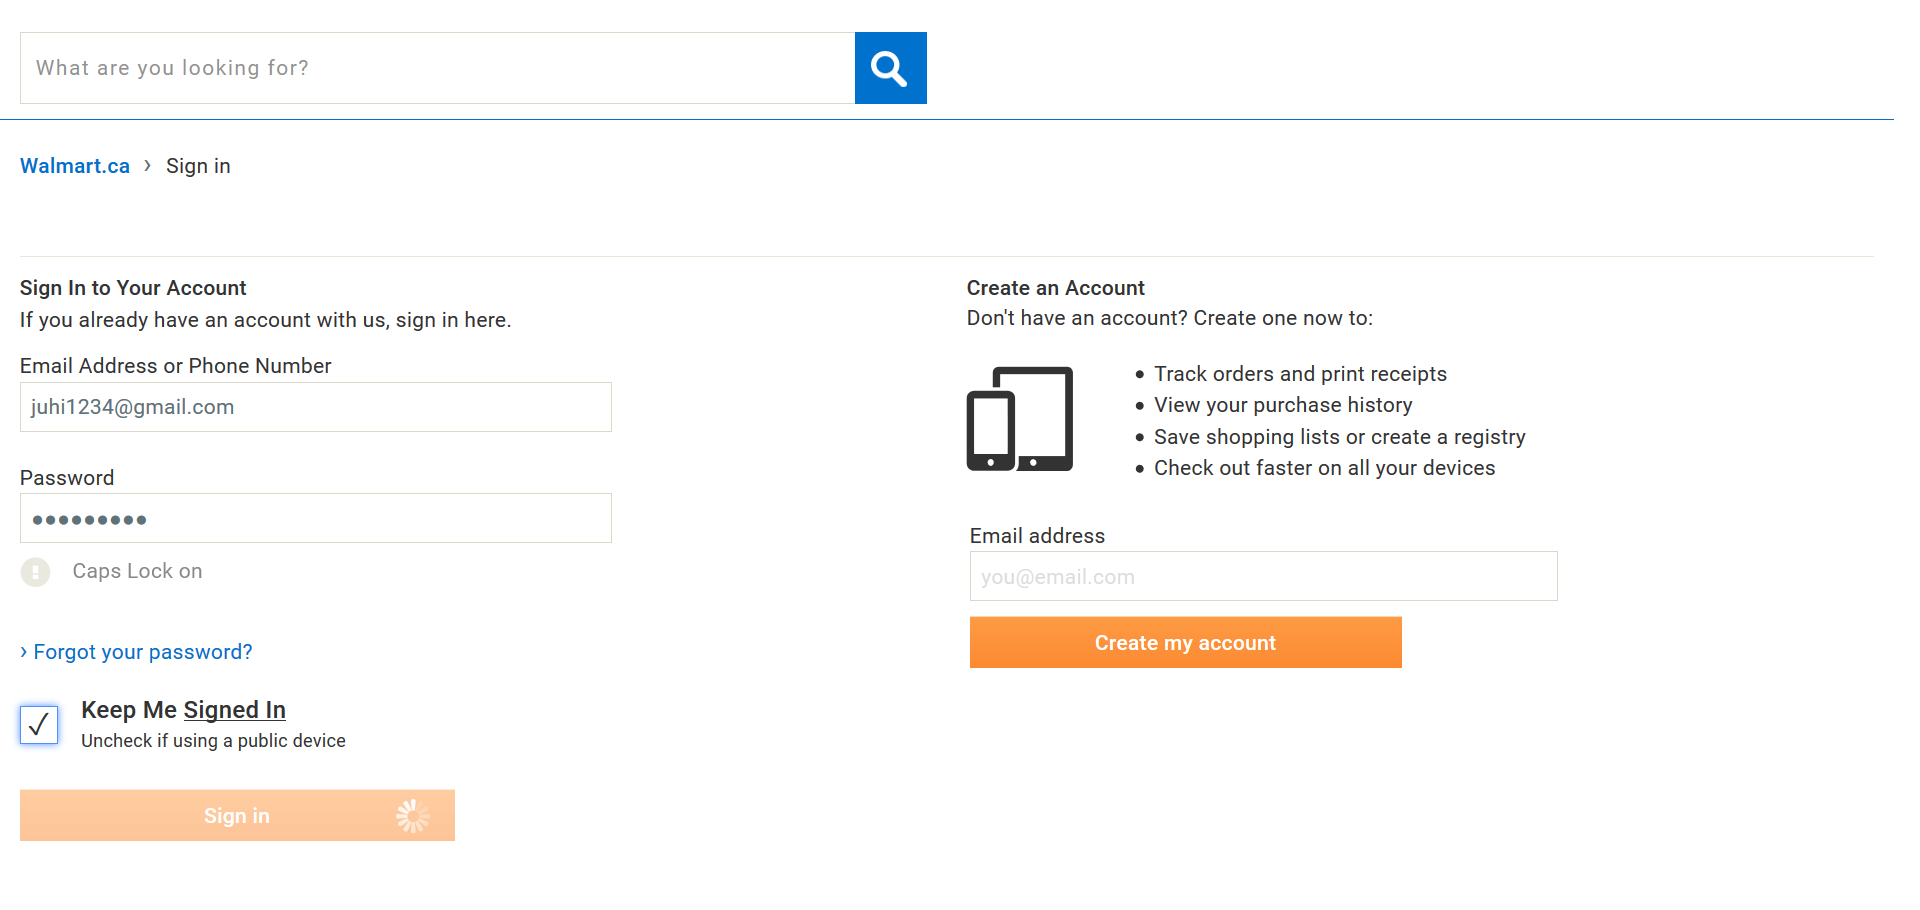 What are you looking for?
Walmart.ca › Sign in
Sign In to Your Account
If you already have an account with us, sign in here.
Email Address or Phone Number
juhi1234@gmail.com
Password
●●●●●●●●●
Caps Lock on
› Forgot your password?
Keep Me Signed In
Uncheck if using a public device
Sign in
Create an Account
Don't have an account? Create one now to:
• Track orders and print receipts
• View your purchase history
• Save shopping lists or create a registry
• Check out faster on all your devices
Email address
you@email.com
Create my account